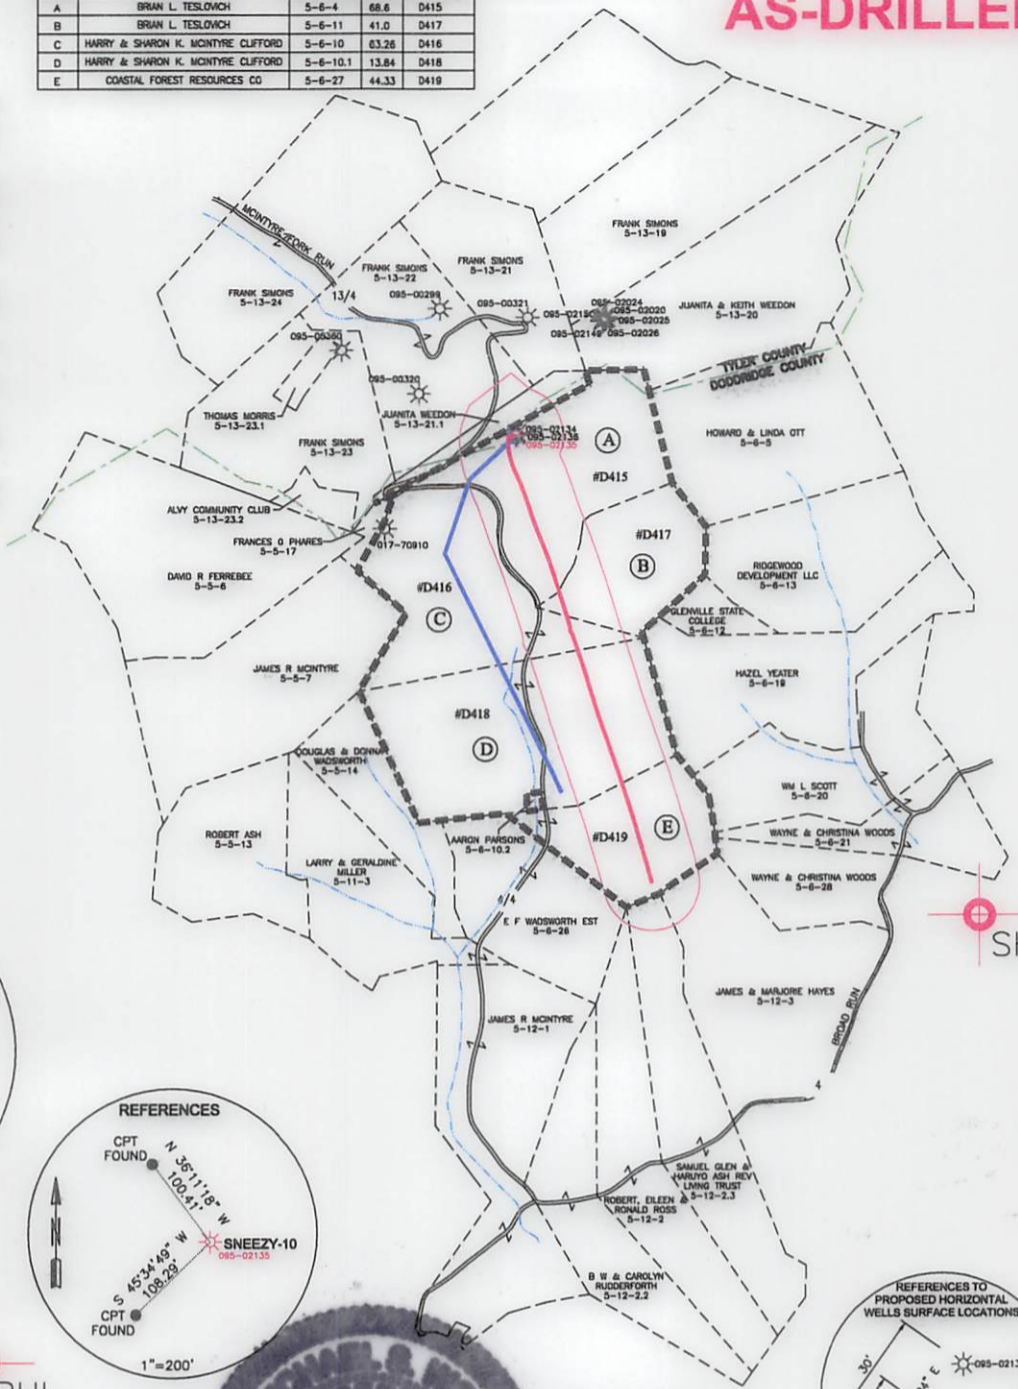 AS-DRILLE
A BRIAN L. TESLOVICH 5-6-4 68.6 D415
B BRIAN L. TESLOVICH 5-6-11 41.0 D417
C HARRY & SHARON K. MCINTYRE CLIFFORD 5-6-10 63.26 D416
D HARRY & SHARON K. MCINTYRE CLIFFORD 5-6-10.1 13.84 D418
E COASTAL FOREST RESOURCES CO 5-6-27 44.33 D419
MCINTYRE FORK RUN
FRANK SIMONS
5-13-19
FRANK SIMONS
5-13-21
FRANK SIMONS
5-13-22
FRANK SIMONS
5-13-24
13/4
095-00299
095-00321
095-02024
095-02020
095-02025
095-02149
095-02026
JUANITA & KEITH WEEDON
5-13-20
095-00320
TYLER COUNTY
DODDRIDGE COUNTY
THOMAS MORRIS
5-13-23.1
JUANITA WEEDON
5-13-21.1
095-02134
095-02138
095-02135
A
HOWARD & LINDA OTT
5-6-5
FRANK SIMONS
5-13-23
#D415
ALVY COMMUNITY CLUB
5-13-23.2
FRANCES G PHARES
5-5-17
017-70910
#D417
B
DAVID R FERREBEE
5-5-6
RIDGEWOOD
DEVELOPMENT LLC
5-6-13
#D416
C
GLENVILLE STATE
COLLEGE
5-6-12
JAMES R MCINTYRE
5-5-7
HAZEL YEATER
5-6-19
#D418
D
DOUGLAS & DONNA
WADSWORTH
5-5-14
WM L SCOTT
5-6-20
ROBERT ASH
5-5-13
AARON PARSONS
5-6-10.2
#D419
E
WAYNE & CHRISTINA WOODS
5-6-21
LARRY & GERALDINE
MILLER
5-11-3
WAYNE & CHRISTINA WOODS
5-6-28
E F WADSWORTH EST
5-6-26
JAMES & MARJORIE HAYES
5-12-3
JAMES R MCINTYRE
5-12-1
BROAD RUN
4
SAMUEL GLEN &
HARUYO ASH REV
LIVING TRUST
5-12-2.3
ROBERT, EILEEN &
RONALD ROSS
5-12-2
B W & CAROLYN
RUDDERFORTH
5-12-2.2
REFERENCES
CPT
FOUND
N 36°11'18" W
100.41'
N
SNEEZY-10
095-02135
S 45°34'49" W
108.29'
CPT
FOUND
1"=200'
REFERENCES TO
PROPOSED HORIZONTAL
WELLS SURFACE LOCATIONS
30'
4" E
095-0213